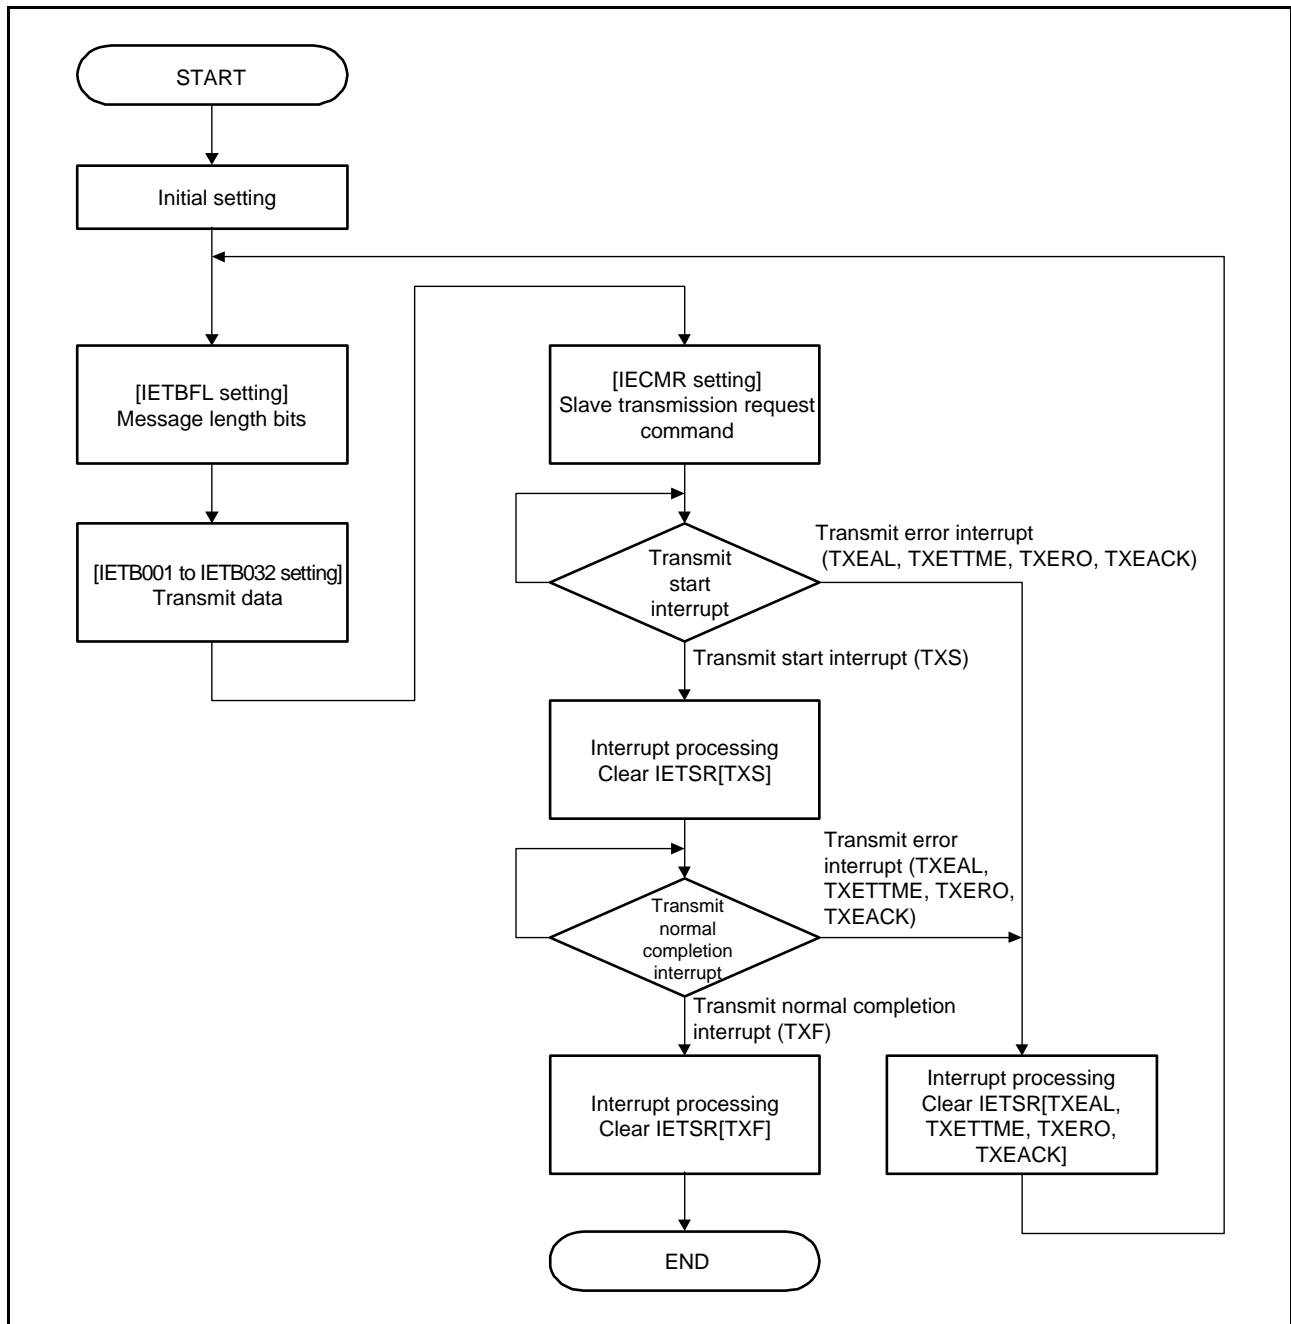 START
Initial setting
[IETBFL setting]
Message length bits
[IETB001 to IETB032 setting]
Transmit data
[IECMR setting]
Slave transmission request
command
Transmit
start
interrupt
Transmit error interrupt
(TXEAL, TXETTME, TXERO, TXEACK)
Transmit start interrupt (TXS)
Interrupt processing
Clear IETSR[TXS]
Transmit error
interrupt (TXEAL,
TXETTME, TXERO,
TXEACK)
Transmit
normal
completion
interrupt
Transmit normal completion
interrupt (TXF)
Interrupt processing
Clear IETSR[TXF]
Interrupt processing
Clear IETSR[TXEAL,
TXETTME, TXERO,
TXEACK]
END